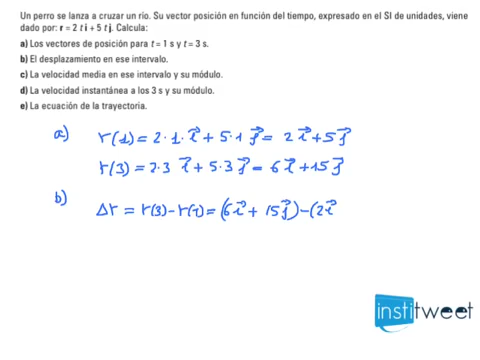 Un perro se lanza a cruzar un río. Su vector posición en función del tiempo, expresado en el SI de unidades, viene
dado por: r = 2 t i + 5 t j. Calcula:
a) Los vectores de posición para t = 1 s y t = 3 s.
b) El desplazamiento en ese intervalo.
c) La velocidad media en ese intervalo y su módulo.
d) La velocidad instantánea a los 3 s y su módulo.
e) La ecuación de la trayectoria.
a) r(1) = 2·1·i⃗ + 5·1 j⃗ = 2i⃗ + 5j⃗
r(3) = 2·3 i⃗ + 5·3 j⃗ = 6i⃗ + 15j⃗
b) Δr = r(3) - r(1) = (6i⃗ + 15j⃗) - (2i⃗
institweet